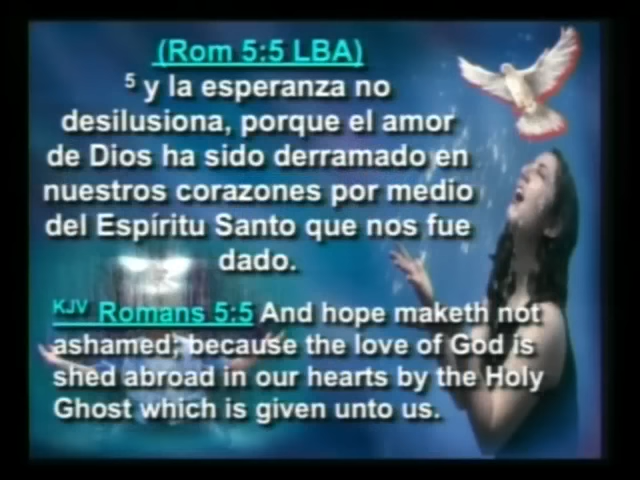 (Rom 5:5 LBA)
5 y la esperanza no
desilusiona, porque el amor
de Dios ha sido derramado en
nuestros corazones por medio
del Espíritu Santo que nos fue
dado.
KJV Romans 5:5 And hope maketh not
ashamed; because the love of God is
shed abroad in our hearts by the Holy
Ghost which is given unto us.